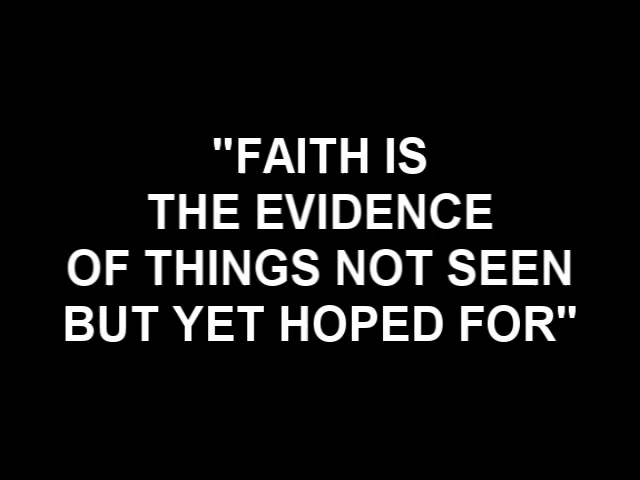 "FAITH IS
THE EVIDENCE
OF THINGS NOT SEEN
BUT YET HOPED FOR"